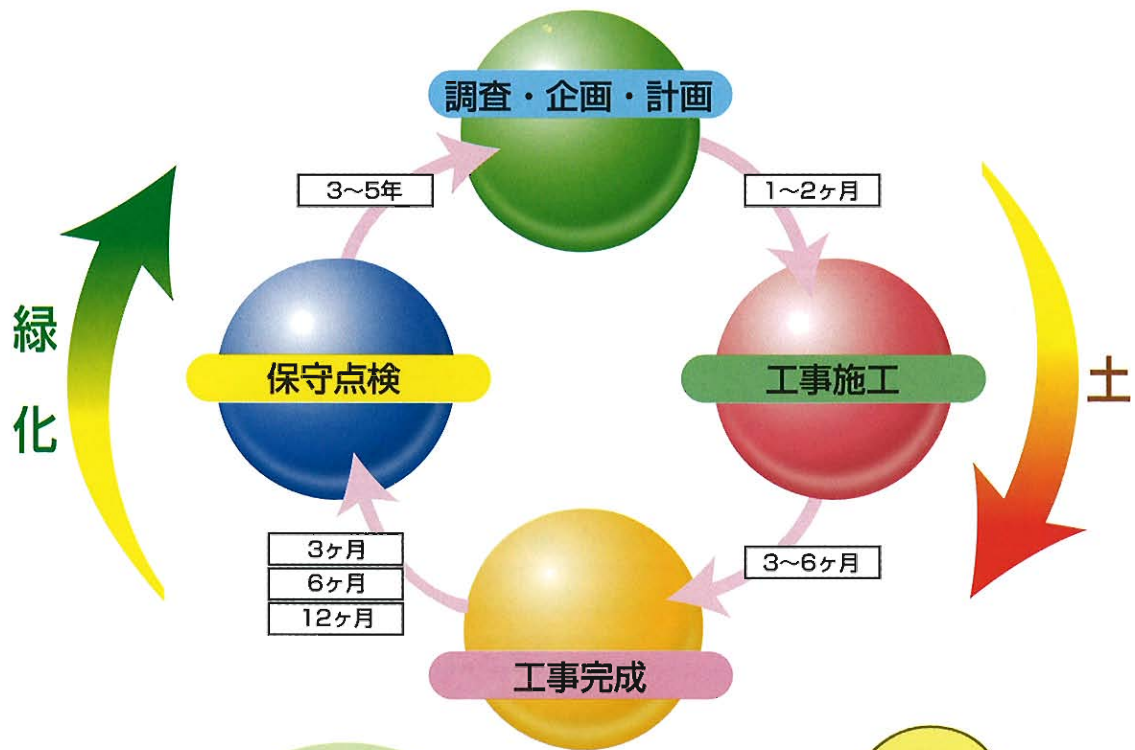 調査・企画・計画
3～5年
1～2ヶ月
緑
化
保守点検
工事施工
土
3ヶ月
6ヶ月
12ヶ月
3～6ヶ月
工事完成